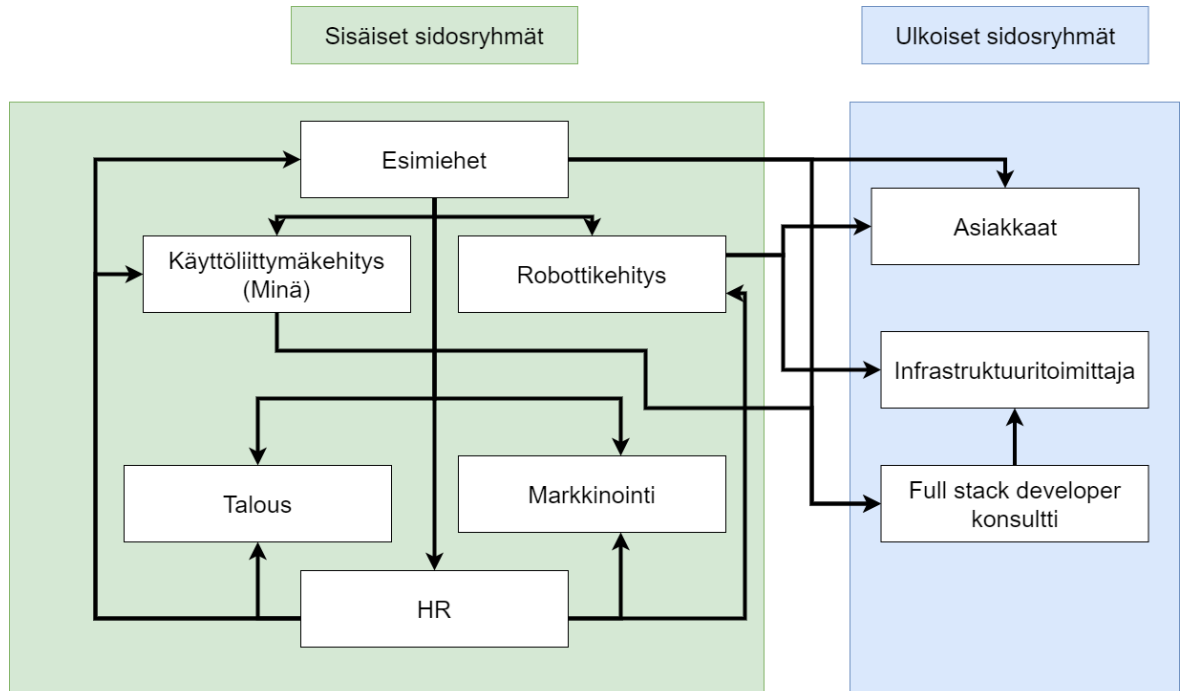 Sisäiset sidosryhmät
Ulkoiset sidosryhmät
Esimiehet
Käyttöliittymäkehitys
(Minä)
Robottikehitys
Talous
Markkinointi
HR
Asiakkaat
Infrastruktuuritoimittaja
Full stack developer
konsultti